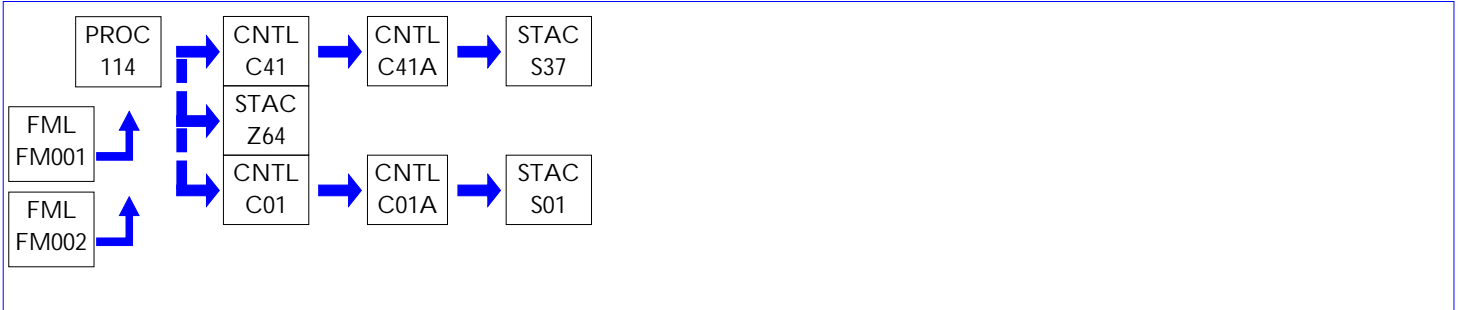 PROC
114
CNTL
C41
CNTL
C41A
STAC
S37
STAC
Z64
FML
FM001
CNTL
C01
CNTL
C01A
STAC
S01
FML
FM002